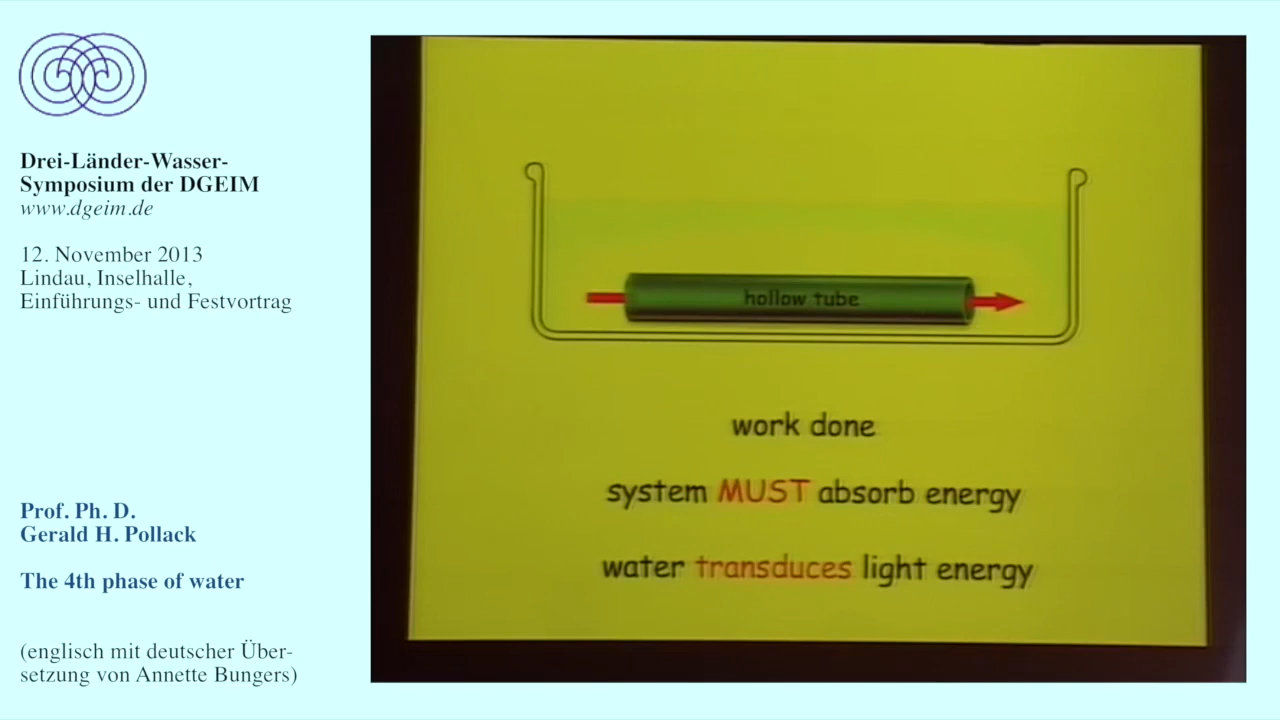 Drei-Länder-Wasser-
Symposium der DGEIM
www.dgeim.de
12. November 2013
Lindau, Inselhalle,
Einführungs- und Festvortrag
Prof. Ph. D.
Gerald H. Pollack
The 4th phase of water
(englisch mit deutscher Über-
setzung von Annette Bungers)
hollow tube
work done
system MUST absorb energy
water transduces light energy